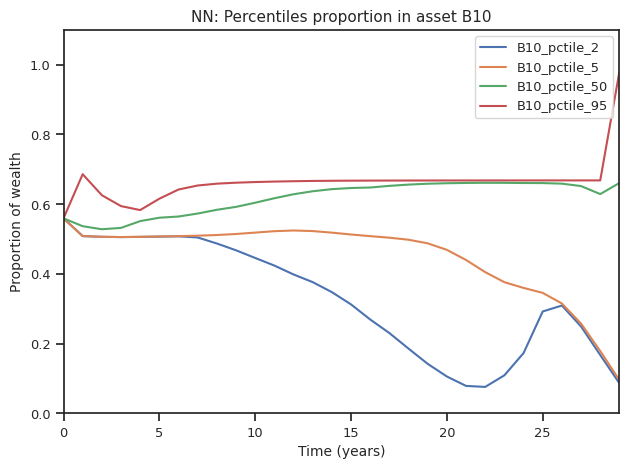 NN: Percentiles proportion in asset B10
B10_pctile_2
B10_pctile_5
B10_pctile_50
B10_pctile_95
Proportion of wealth
1.0
0.8
0.6
0.4
0.2
0.0
0 5 10 15 20 25
Time (years)